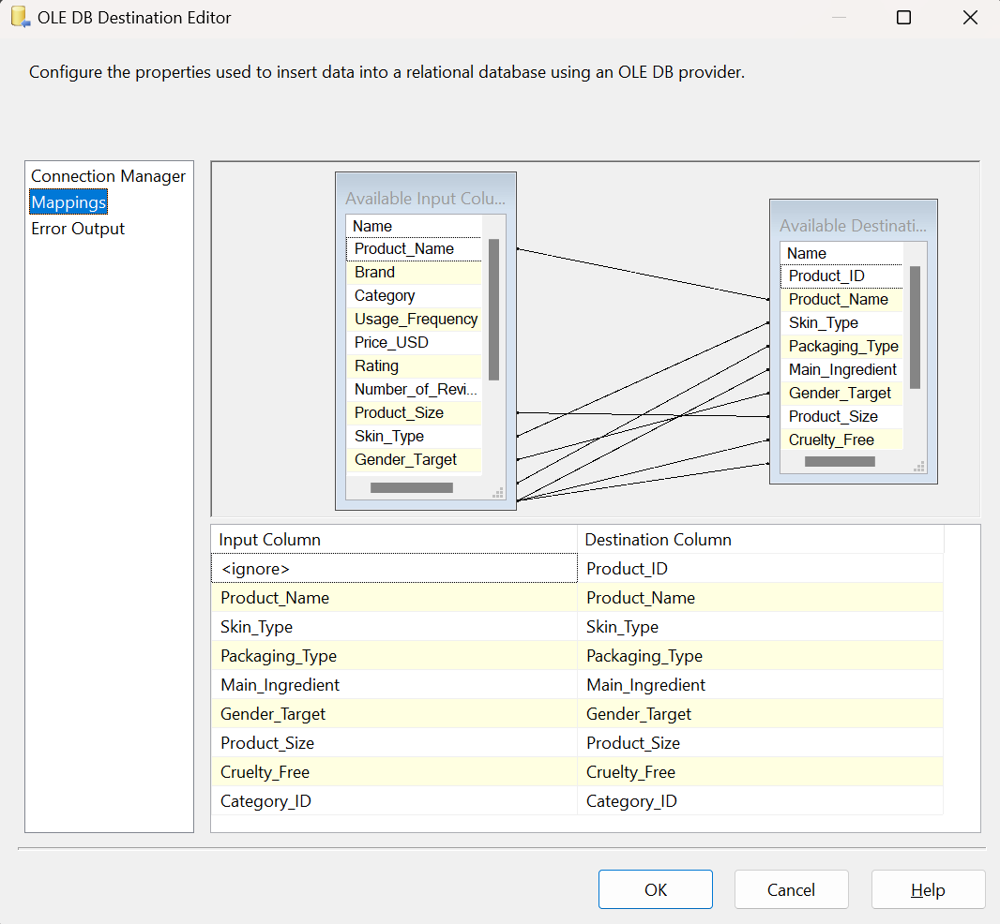 OLE DB Destination Editor
Configure the properties used to insert data into a relational database using an OLE DB provider.
Connection Manager
Mappings
Error Output
Available Input Colu...
Name
Product_Name
Brand
Category
Usage_Frequency
Price_USD
Rating
Number_of_Revi...
Product_Size
Skin_Type
Gender_Target
Available Destinati...
Name
Product_ID
Product_Name
Skin_Type
Packaging_Type
Main_Ingredient
Gender_Target
Product_Size
Cruelty_Free
Input Column Destination Column
<ignore> Product_ID
Product_Name Product_Name
Skin_Type Skin_Type
Packaging_Type Packaging_Type
Main_Ingredient Main_Ingredient
Gender_Target Gender_Target
Product_Size Product_Size
Cruelty_Free Cruelty_Free
Category_ID Category_ID
OK Cancel Help